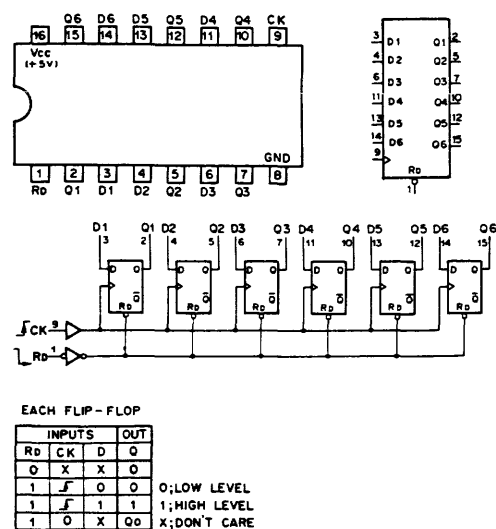 Q6 D6 D5 Q5 D4 Q4 CK
16 15 14 13 12 11 10 9
Vcc
(+5V)
GND
1 2 3 4 5 6 7 8
RD Q1 D1 D2 Q2 D3 Q3
3 D1 Q1 2
4 D2 Q2 5
6 D3 Q3 7
11 D4 Q4 10
13 D5 Q5 12
14 D6 Q6 15
9
RD
1
D1 Q1 D2 Q2 D3 Q3 D4 Q4 D5 Q5 D6 Q6
3 2 4 5 6 7 11 10 13 12 14 15
D Q D Q D Q D Q D Q D Q
Q̅ Q̅ Q̅ Q̅ Q̅ Q̅
RD RD RD RD RD RD
CK 9
RD 1
EACH FLIP-FLOP
INPUTS OUT
RD CK D Q
0 X X 0
1 0 0 0;LOW LEVEL
1 1 1 1;HIGH LEVEL
1 0 X Qo X;DON'T CARE